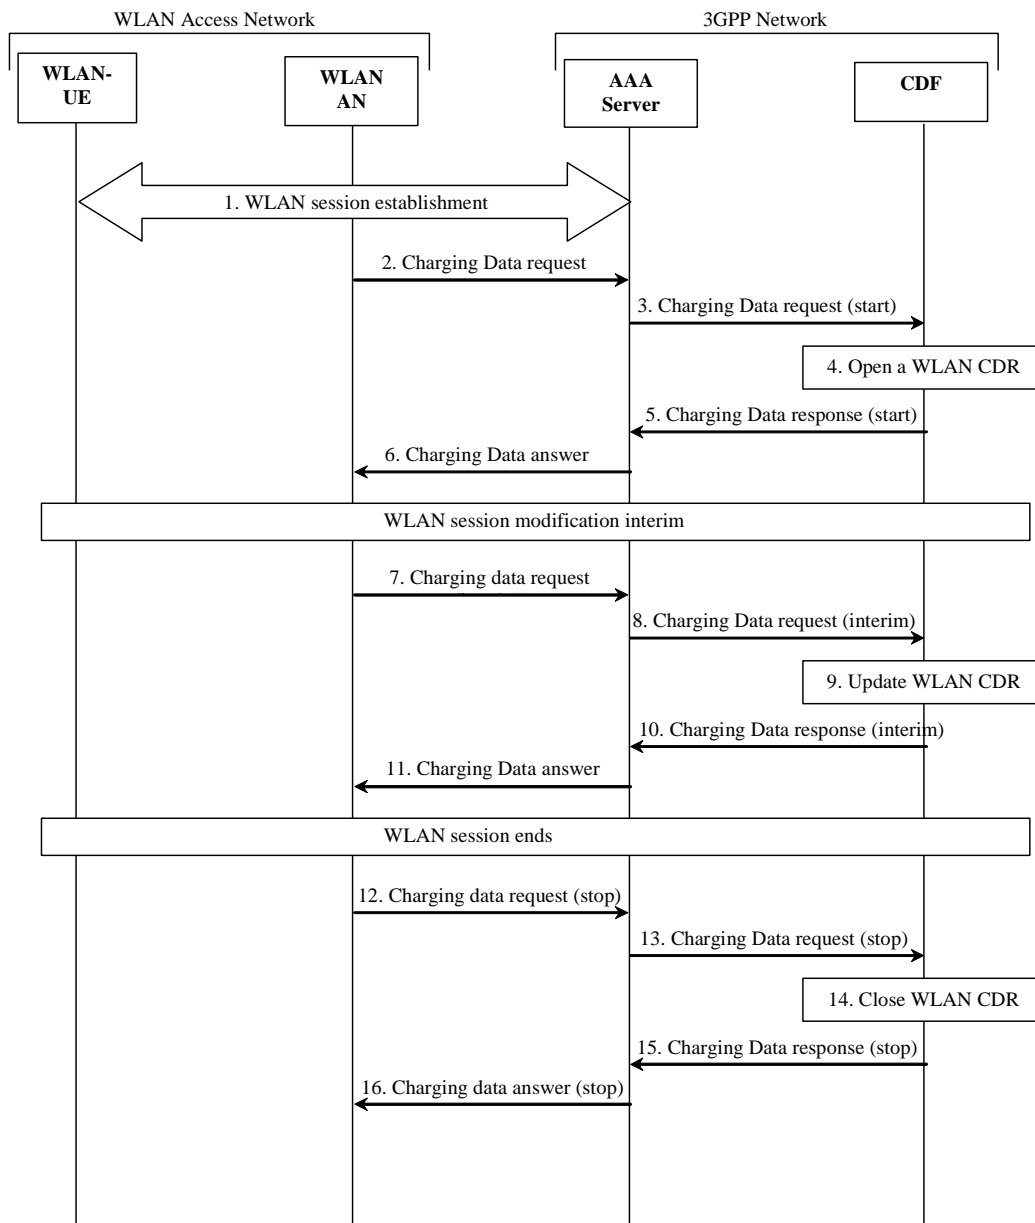 WLAN Access Network
3GPP Network
WLAN-
UE
WLAN
AN
AAA
Server
CDF
1. WLAN session establishment
2. Charging Data request
3. Charging Data request (start)
4. Open a WLAN CDR
5. Charging Data response (start)
6. Charging Data answer
WLAN session modification interim
7. Charging data request
8. Charging Data request (interim)
9. Update WLAN CDR
10. Charging Data response (interim)
11. Charging Data answer
WLAN session ends
12. Charging data request (stop)
13. Charging Data request (stop)
14. Close WLAN CDR
15. Charging Data response (stop)
16. Charging data answer (stop)